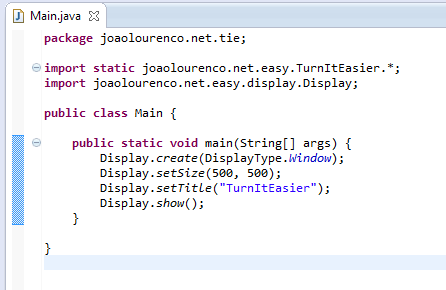 Main.java
package joaolourenco.net.tie;
import static joaolourenco.net.easy.TurnItEasier.*;
import joaolourenco.net.easy.display.Display;
public class Main {
    public static void main(String[] args) {
        Display.create(DisplayType.Window);
        Display.setSize(500, 500);
        Display.setTitle("TurnItEasier");
        Display.show();
    }
}